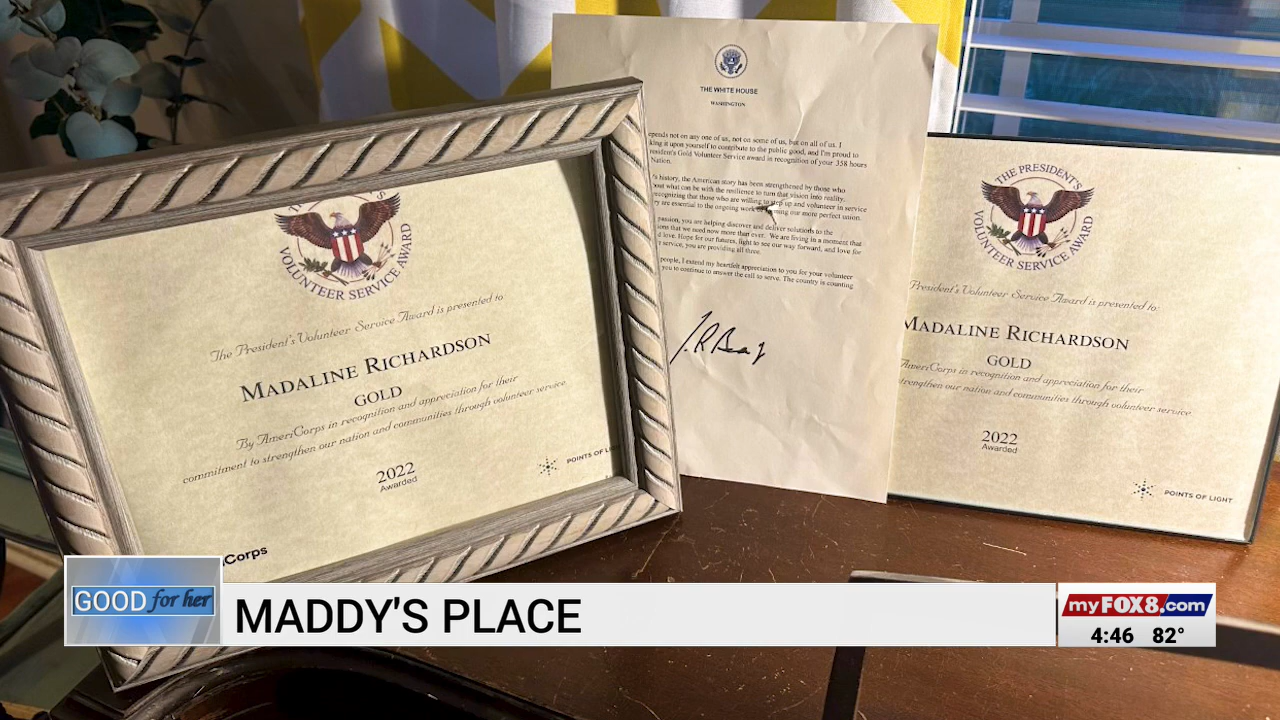 THE PRESIDENT'S
VOLUNTEER SERVICE AWARD
The President's Volunteer Service Award is presented to
MADALINE RICHARDSON
GOLD
By AmeriCorps in recognition and appreciation for their
commitment to strengthen our nation and communities through volunteer service
2022
Awarded
POINTS OF LIGH
Corps
THE WHITE HOUSE
WASHINGTON
epends not on any one of us, not on some of us, but on all of us. I
king it upon yourself to contribute to the public good, and I'm proud to
resident's Gold Volunteer Service award in recognition of your 358 hours
Nation.
's history, the American story has been strengthened by those who
out what can be with the resilience to turn that vision into reality.
recognizing that those who are willing to step up and volunteer in service
ry are essential to the ongoing work our more perfect union.
passion, you are helping discover and deliver solutions to the
ons that we need now more than ever. We are living in a moment that
d love. Hope for our futures, light to see our way forward, and love for
r service, you are providing all three.
people, I extend my heartfelt appreciation to you for your volunteer
you to continue to answer the call to serve. The country is counting
THE PRESIDENT'S
VOLUNTEER SERVICE AWARD
President's Volunteer Service Award is presented to:
MADALINE RICHARDSON
GOLD
AmeriCorps in recognition and appreciation for their
strengthen our nation and communities through volunteer service
2022
Awarded
POINTS OF LIGHT
GOOD for her
MADDY'S PLACE
myFOX8.com
4:46 82°